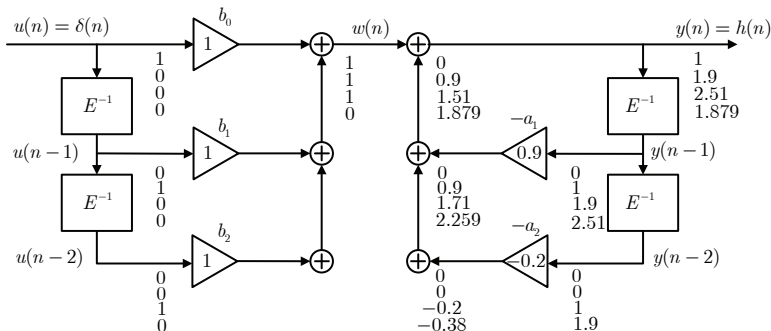 u(n) = δ(n)
b₀
w(n)
y(n) = h(n)
1
1
0
0
0
1
1
1
0
0
0.9
1.51
1.879
1
1.9
2.51
1.879
E⁻¹
b₁
−a₁
E⁻¹
u(n−1)
1
0.9
y(n−1)
0
1
0
0
0
0.9
1.71
2.259
0
1
1.9
2.51
E⁻¹
b₂
−a₂
E⁻¹
u(n−2)
1
−0.2
y(n−2)
0
0
1
0
0
0
−0.2
−0.38
0
0
1
1.9